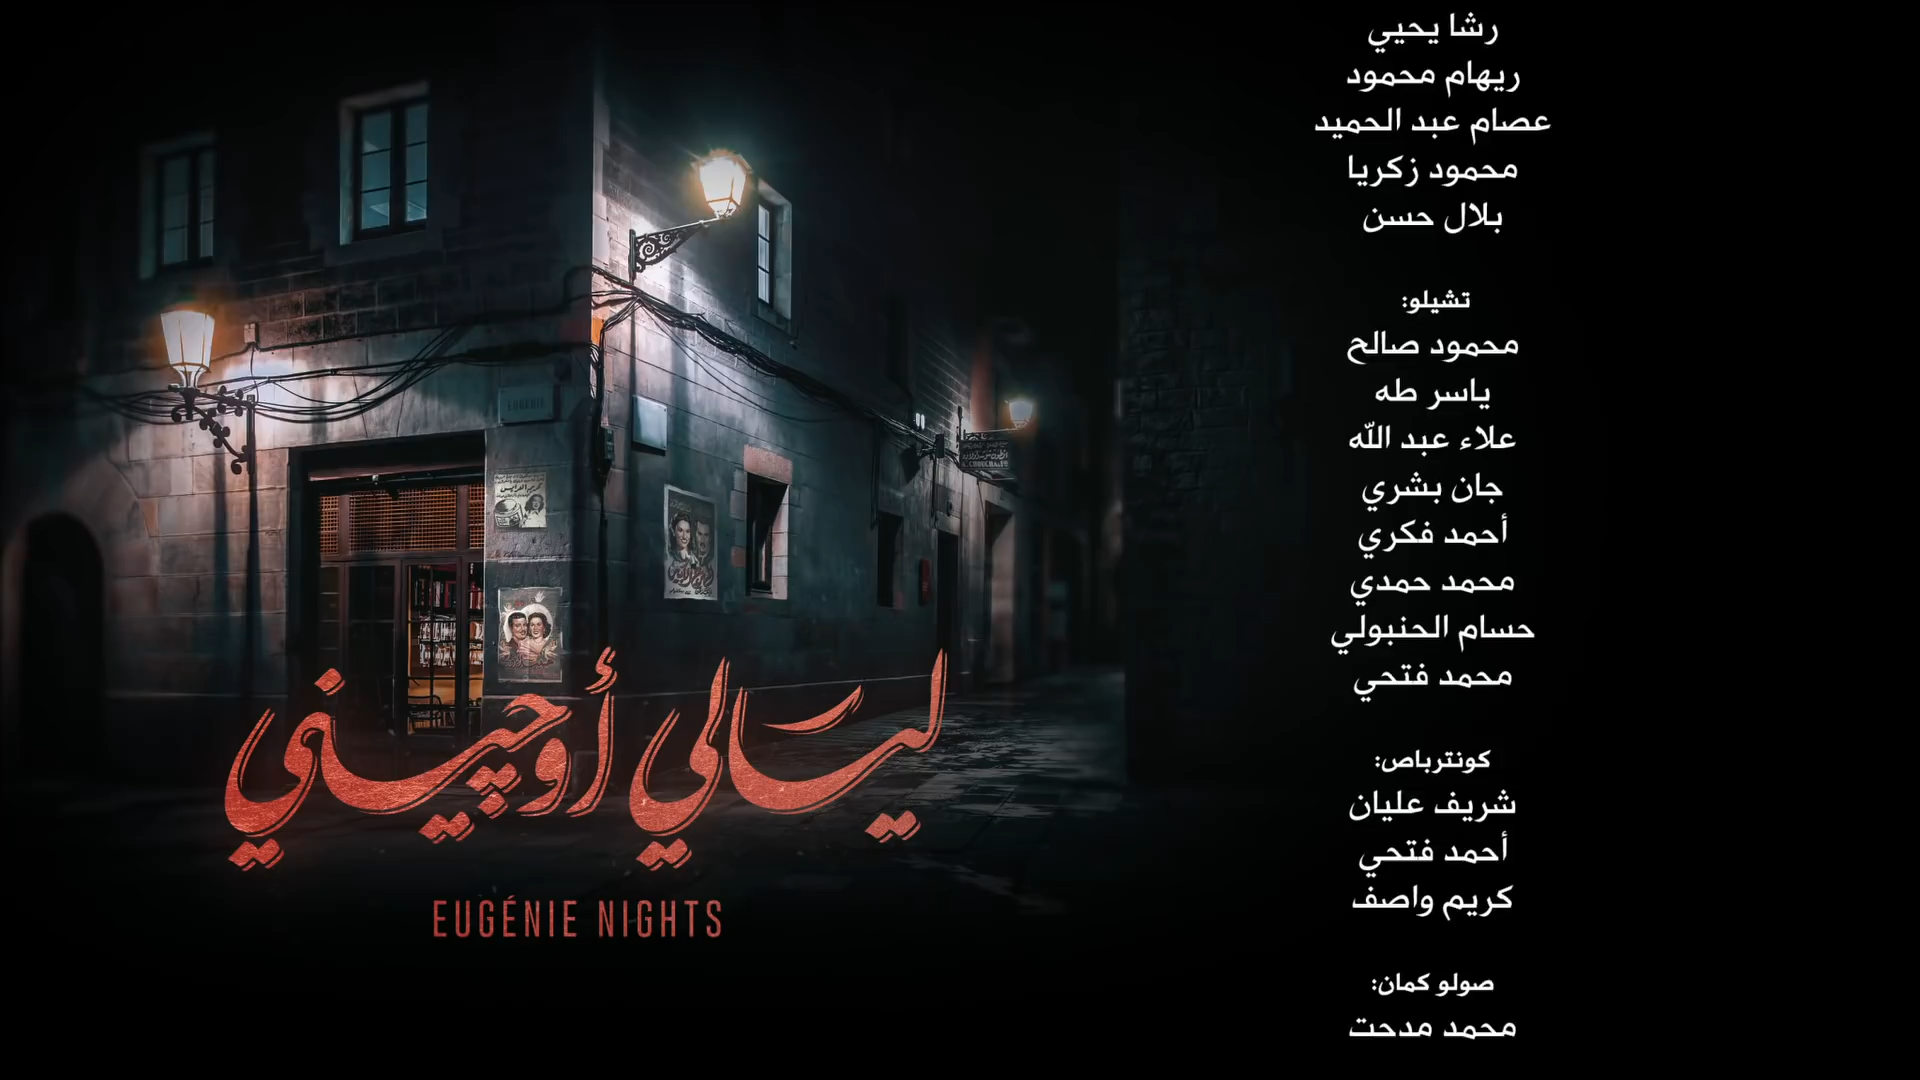 رشا يحيي
ريهام محمود
عصام عبد الحميد
محمود زكريا
بلال حسن
تشيلو:
محمود صالح
ياسر طه
علاء عبد الله
جان بشري
أحمد فكري
محمد حمدي
حسام الحنبولي
محمد فتحي
كونترباص:
شريف عليان
أحمد فتحي
كريم واصف
صولو كمان:
محمد مدحت
ليالي أوچيني
EUGÉNIE NIGHTS
EUGENIE